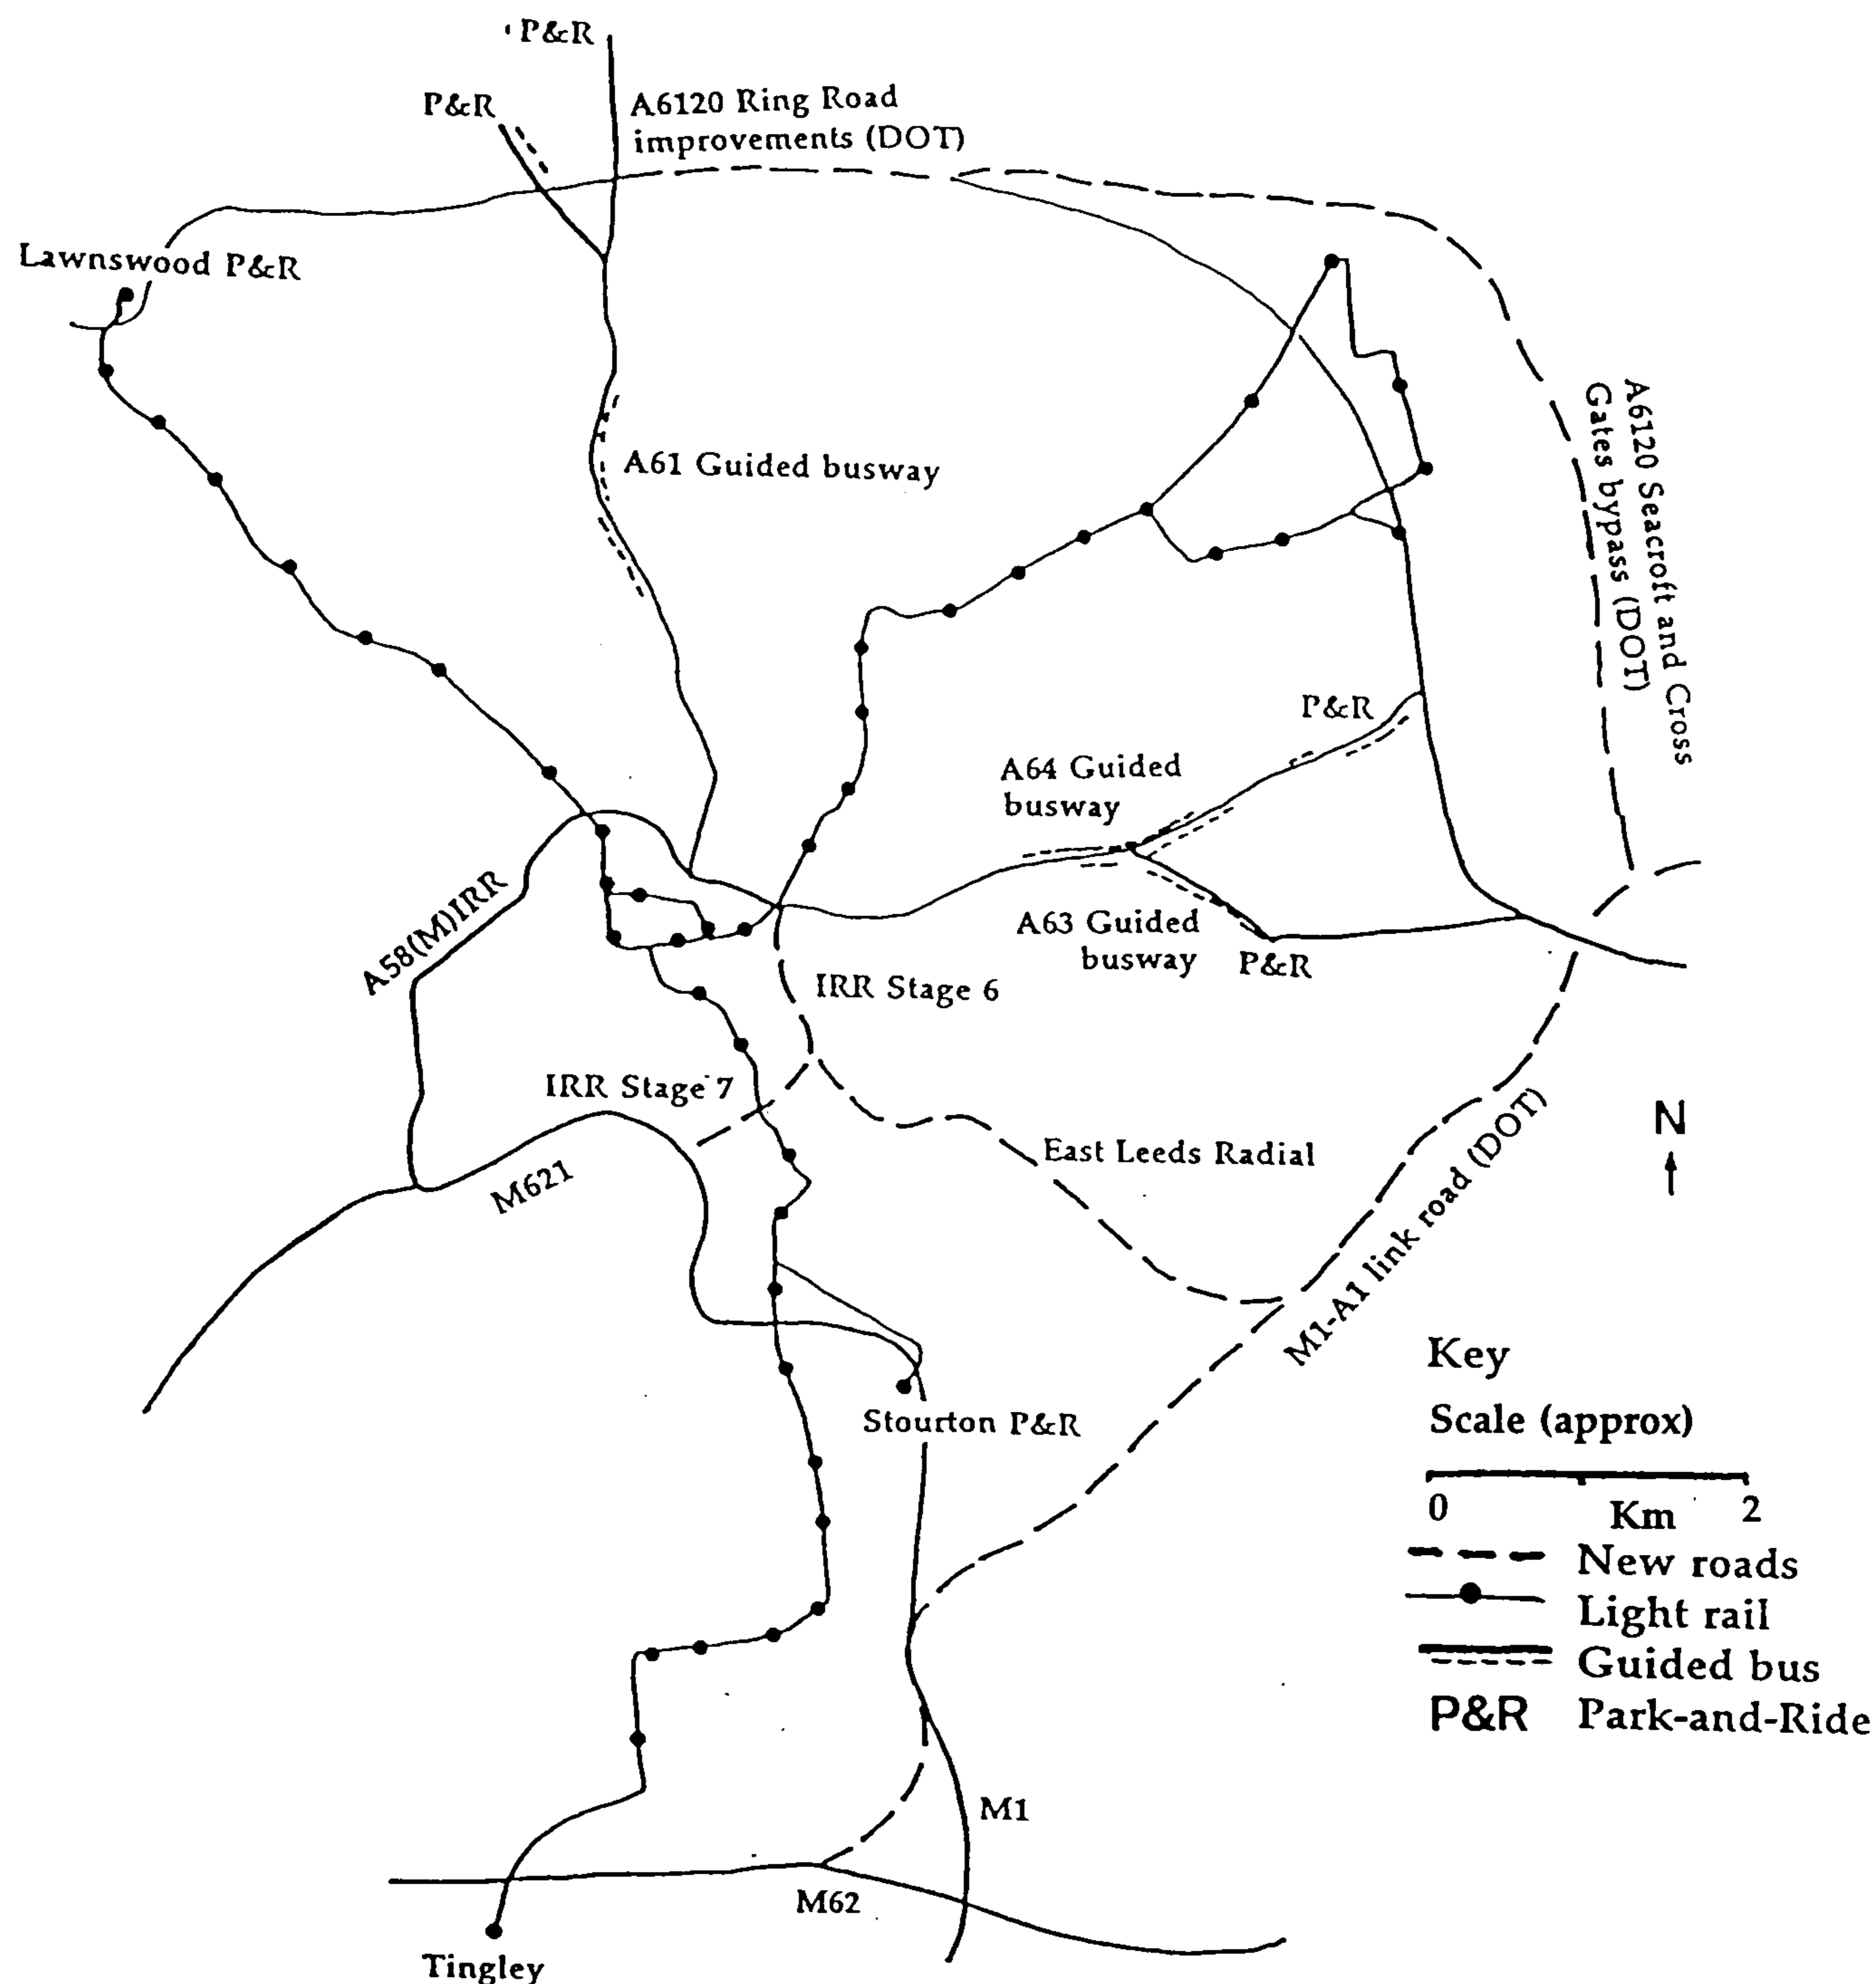 P&R
P&R
A6120 Ring Road
improvements (DOT)
Lawnswood P&R
A6120 Seacroft and Cross
Gates bypass (DOT)
A61 Guided busway
P&R
A64 Guided
busway
A58(M)IRR
A63 Guided
busway
P&R
IRR Stage 6
IRR Stage 7
M621
East Leeds Radial
N
M1-A1 link road (DOT)
Stourton P&R
Key
Scale (approx)
0 Km 2
New roads
Light rail
Guided bus
P&R Park-and-Ride
M1
M62
Tingley